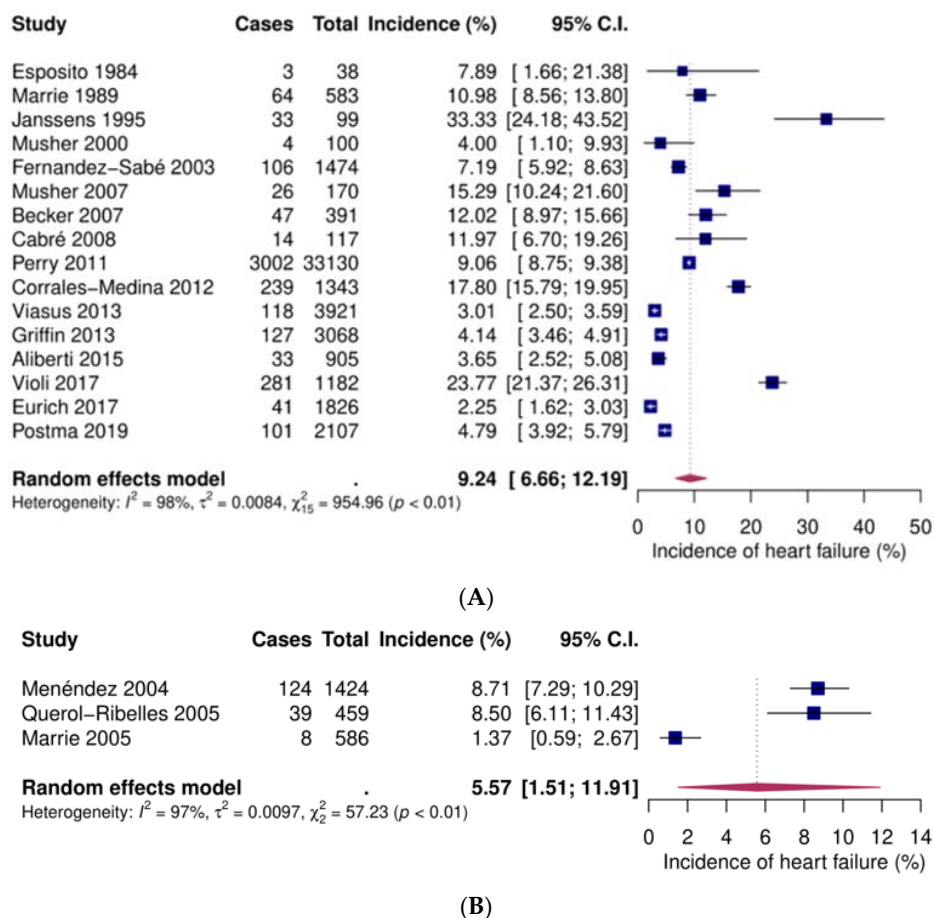 Study Cases Total Incidence (%) 95% C.I.
Esposito 1984 3 38 7.89 [ 1.66; 21.38]
Marrie 1989 64 583 10.98 [ 8.56; 13.80]
Janssens 1995 33 99 33.33 [24.18; 43.52]
Musher 2000 4 100 4.00 [ 1.10; 9.93]
Fernandez−Sabé 2003 106 1474 7.19 [ 5.92; 8.63]
Musher 2007 26 170 15.29 [10.24; 21.60]
Becker 2007 47 391 12.02 [ 8.97; 15.66]
Cabré 2008 14 117 11.97 [ 6.70; 19.26]
Perry 2011 3002 33130 9.06 [ 8.75; 9.38]
Corrales−Medina 2012 239 1343 17.80 [15.79; 19.95]
Viasus 2013 118 3921 3.01 [ 2.50; 3.59]
Griffin 2013 127 3068 4.14 [ 3.46; 4.91]
Aliberti 2015 33 905 3.65 [ 2.52; 5.08]
Violi 2017 281 1182 23.77 [21.37; 26.31]
Eurich 2017 41 1826 2.25 [ 1.62; 3.03]
Postma 2019 101 2107 4.79 [ 3.92; 5.79]
Random effects model . 9.24 [ 6.66; 12.19]
Heterogeneity: I² = 98%, τ² = 0.0084, χ²₁₅ = 954.96 (p < 0.01)
0 10 20 30 40 50
Incidence of heart failure (%)
(A)
Study Cases Total Incidence (%) 95% C.I.
Menéndez 2004 124 1424 8.71 [7.29; 10.29]
Querol−Ribelles 2005 39 459 8.50 [6.11; 11.43]
Marrie 2005 8 586 1.37 [0.59; 2.67]
Random effects model . 5.57 [1.51; 11.91]
Heterogeneity: I² = 97%, τ² = 0.0097, χ²₂ = 57.23 (p < 0.01)
0 2 4 6 8 10 12 14
Incidence of heart failure (%)
(B)